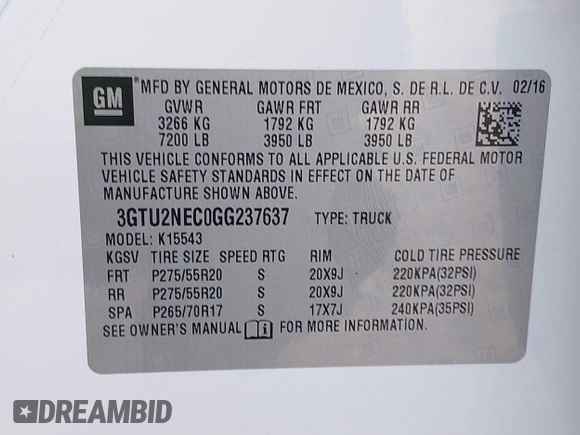 GM
®MFD BY GENERAL MOTORS DE MEXICO, S. DE R.L. DE C.V. 02/16
GVWR GAWR FRT GAWR RR
3266 KG 1792 KG 1792 KG
7200 LB 3950 LB 3950 LB
THIS VEHICLE CONFORMS TO ALL APPLICABLE U.S. FEDERAL MOTOR
VEHICLE SAFETY STANDARDS IN EFFECT ON THE DATE OF
MANUFACTURE SHOWN ABOVE.
3GTU2NEC0GG237637 TYPE: TRUCK
MODEL: K15543
KGSV TIRE SIZE SPEED RTG RIM COLD TIRE PRESSURE
FRT P275/55R20 S 20X9J 220KPA(32PSI)
RR P275/55R20 S 20X9J 220KPA(32PSI)
SPA P265/70R17 S 17X7J 240KPA(35PSI)
SEE OWNER'S MANUAL FOR MORE INFORMATION.
DREAMBID